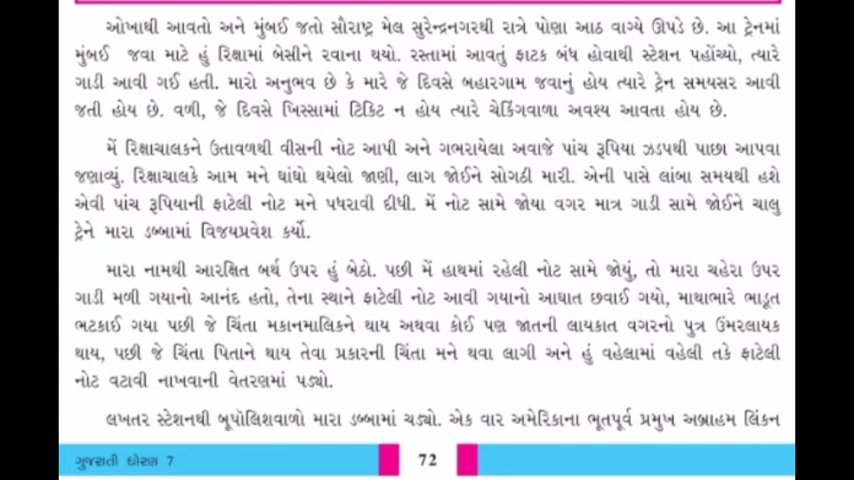 ઓખાથી આવતો અને મુંબઈ જતો સૌરાષ્ટ્ર મેલ સુરેન્દ્રનગરથી રાત્રે પોણા આઠ વાગ્યે ઊપડે છે. આ ટ્રેનમાં
મુંબઈ જવા માટે હું રિક્ષામાં બેસીને રવાના થયો. રસ્તામાં આવતું ફાટક બંધ હોવાથી સ્ટેશન પહોંચ્યો, ત્યારે
ગાડી આવી ગઈ હતી. મારો અનુભવ છે કે મારે જે દિવસે બહારગામ જવાનું હોય ત્યારે ટ્રેન સમયસર આવી
જતી હોય છે. વળી, જે દિવસે ખિસ્સામાં ટિકિટ ન હોય ત્યારે ચેકિંગવાળા અવશ્ય આવતા હોય છે.
મેં રિક્ષાચાલકને ઉતાવળથી વીસની નોટ આપી અને ગભરાયેલા અવાજે પાંચ રૂપિયા ઝડપથી પાછા આપવા
જણાવ્યું. રિક્ષાચાલકે આમ મને ઘાંઘો થયેલો જાણી, લાગ જોઈને સોગઠી મારી. એની પાસે લાંબા સમયથી હશે
એવી પાંચ રૂપિયાની ફાટેલી નોટ મને પધરાવી દીધી. મેં નોટ સામે જોયા વગર માત્ર ગાડી સામે જોઈને ચાલુ
ટ્રેને મારા ડબ્બામાં વિજયપ્રવેશ કર્યો.
મારા નામથી આરક્ષિત બર્થ ઉપર હું બેઠો. પછી મેં હાથમાં રહેલી નોટ સામે જોયું, તો મારા ચહેરા ઉપર
ગાડી મળી ગયાનો આનંદ હતો, તેના સ્થાને ફાટેલી નોટ આવી ગયાનો આઘાત છવાઈ ગયો, માથાભારે ભાડૂત
ભટકાઈ ગયા પછી જે ચિંતા મકાનમાલિકને થાય અથવા કોઈ પણ જાતની લાયકાત વગરનો પુત્ર ઉંમરલાયક
થાય, પછી જે ચિંતા પિતાને થાય તેવા પ્રકારની ચિંતા મને થવા લાગી અને હું વહેલામાં વહેલી તકે ફાટેલી
નોટ વટાવી નાખવાની વેતરણમાં પડ્યો.
લખતર સ્ટેશનથી બૂટપૉલિશવાળો મારા ડબ્બામાં ચડ્યો. એક વાર અમેરિકાના ભૂતપૂર્વ પ્રમુખ અબ્રાહમ લિંકન
ગુજરાતી ધોરણ 7
72